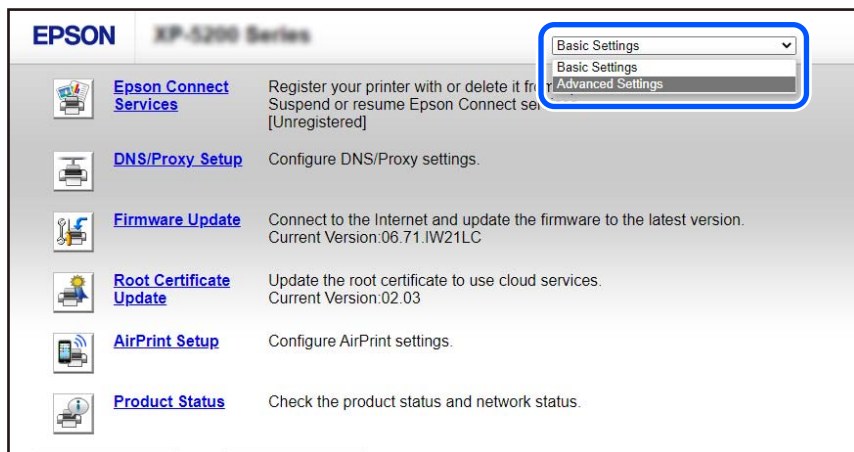 EPSON XP-5200 Series
Basic Settings
Basic Settings
Advanced Settings
Epson Connect Services
Register your printer with or delete it from
Suspend or resume Epson Connect
[Unregistered]
DNS/Proxy Setup
Configure DNS/Proxy settings.
Firmware Update
Connect to the Internet and update the firmware to the latest version.
Current Version:06.71.IW21LC
Root Certificate
Update
Update the root certificate to use cloud services.
Current Version:02.03
AirPrint Setup
Configure AirPrint settings.
Product Status
Check the product status and network status.